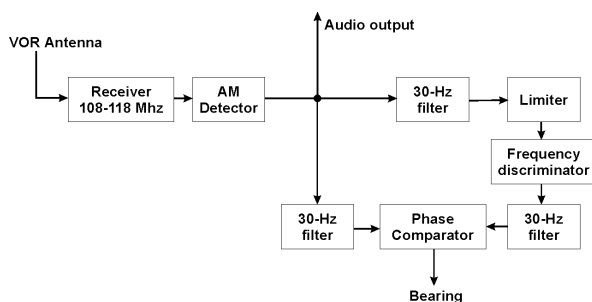 Audio output
VOR Antenna
Receiver
108-118 Mhz
AM
Detector
30-Hz
filter
Limiter
Frequency
discriminator
30-Hz
filter
Phase
Comparator
30-Hz
filter
Bearing